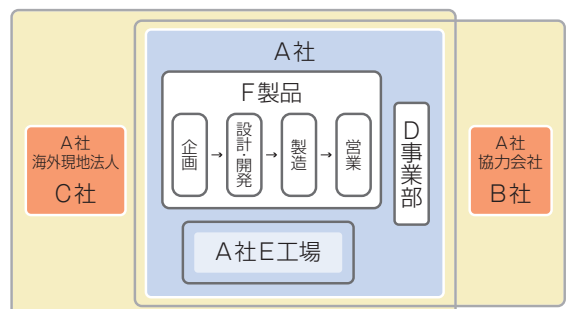 A社
F製品
企画
→
設計・開発
→
製造
→
営業
D事業部
A社E工場
A社
海外現地法人
C社
A社
協力会社
B社